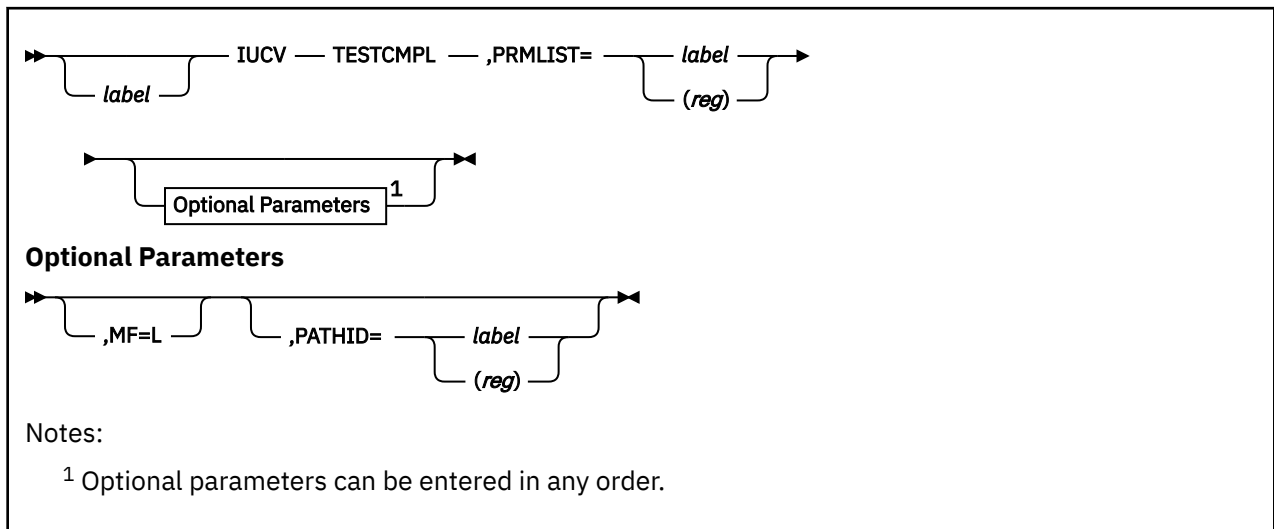 IUCV TESTCMPL ,PRMLIST= label
label (reg)
Optional Parameters 1
Optional Parameters
,MF=L ,PATHID= label
(reg)
Notes:
1 Optional parameters can be entered in any order.